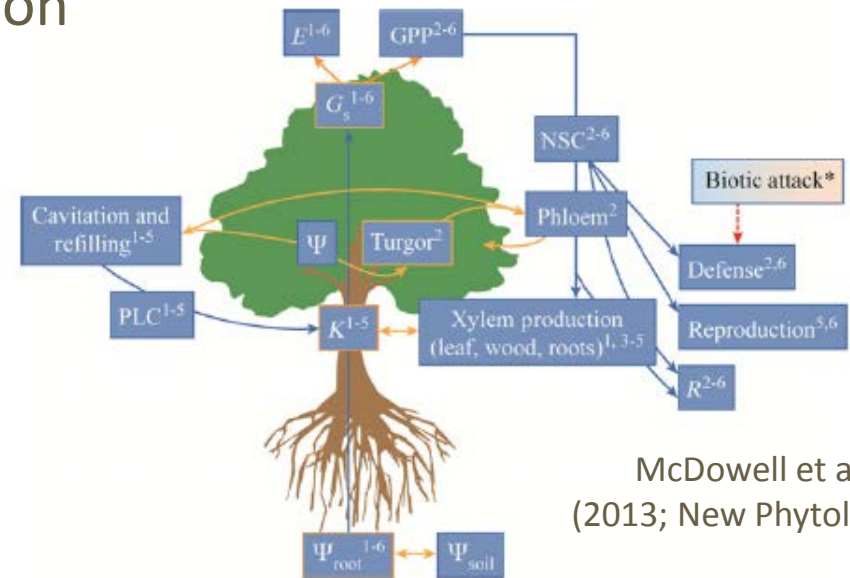 on
E¹⁻⁶
GPP²⁻⁶
Gₛ¹⁻⁶
NSC²⁻⁶
Biotic attack*
Cavitation and
refilling¹⁻⁵
Ψ
Turgor²
Phloem²
Defense²,⁶
PLC¹⁻⁵
K¹⁻⁵
Xylem production
(leaf, wood, roots)¹, ³⁻⁵
Reproduction⁵,⁶
R²⁻⁶
McDowell et a
(2013; New Phytol
Ψroot¹⁻⁶
Ψsoil